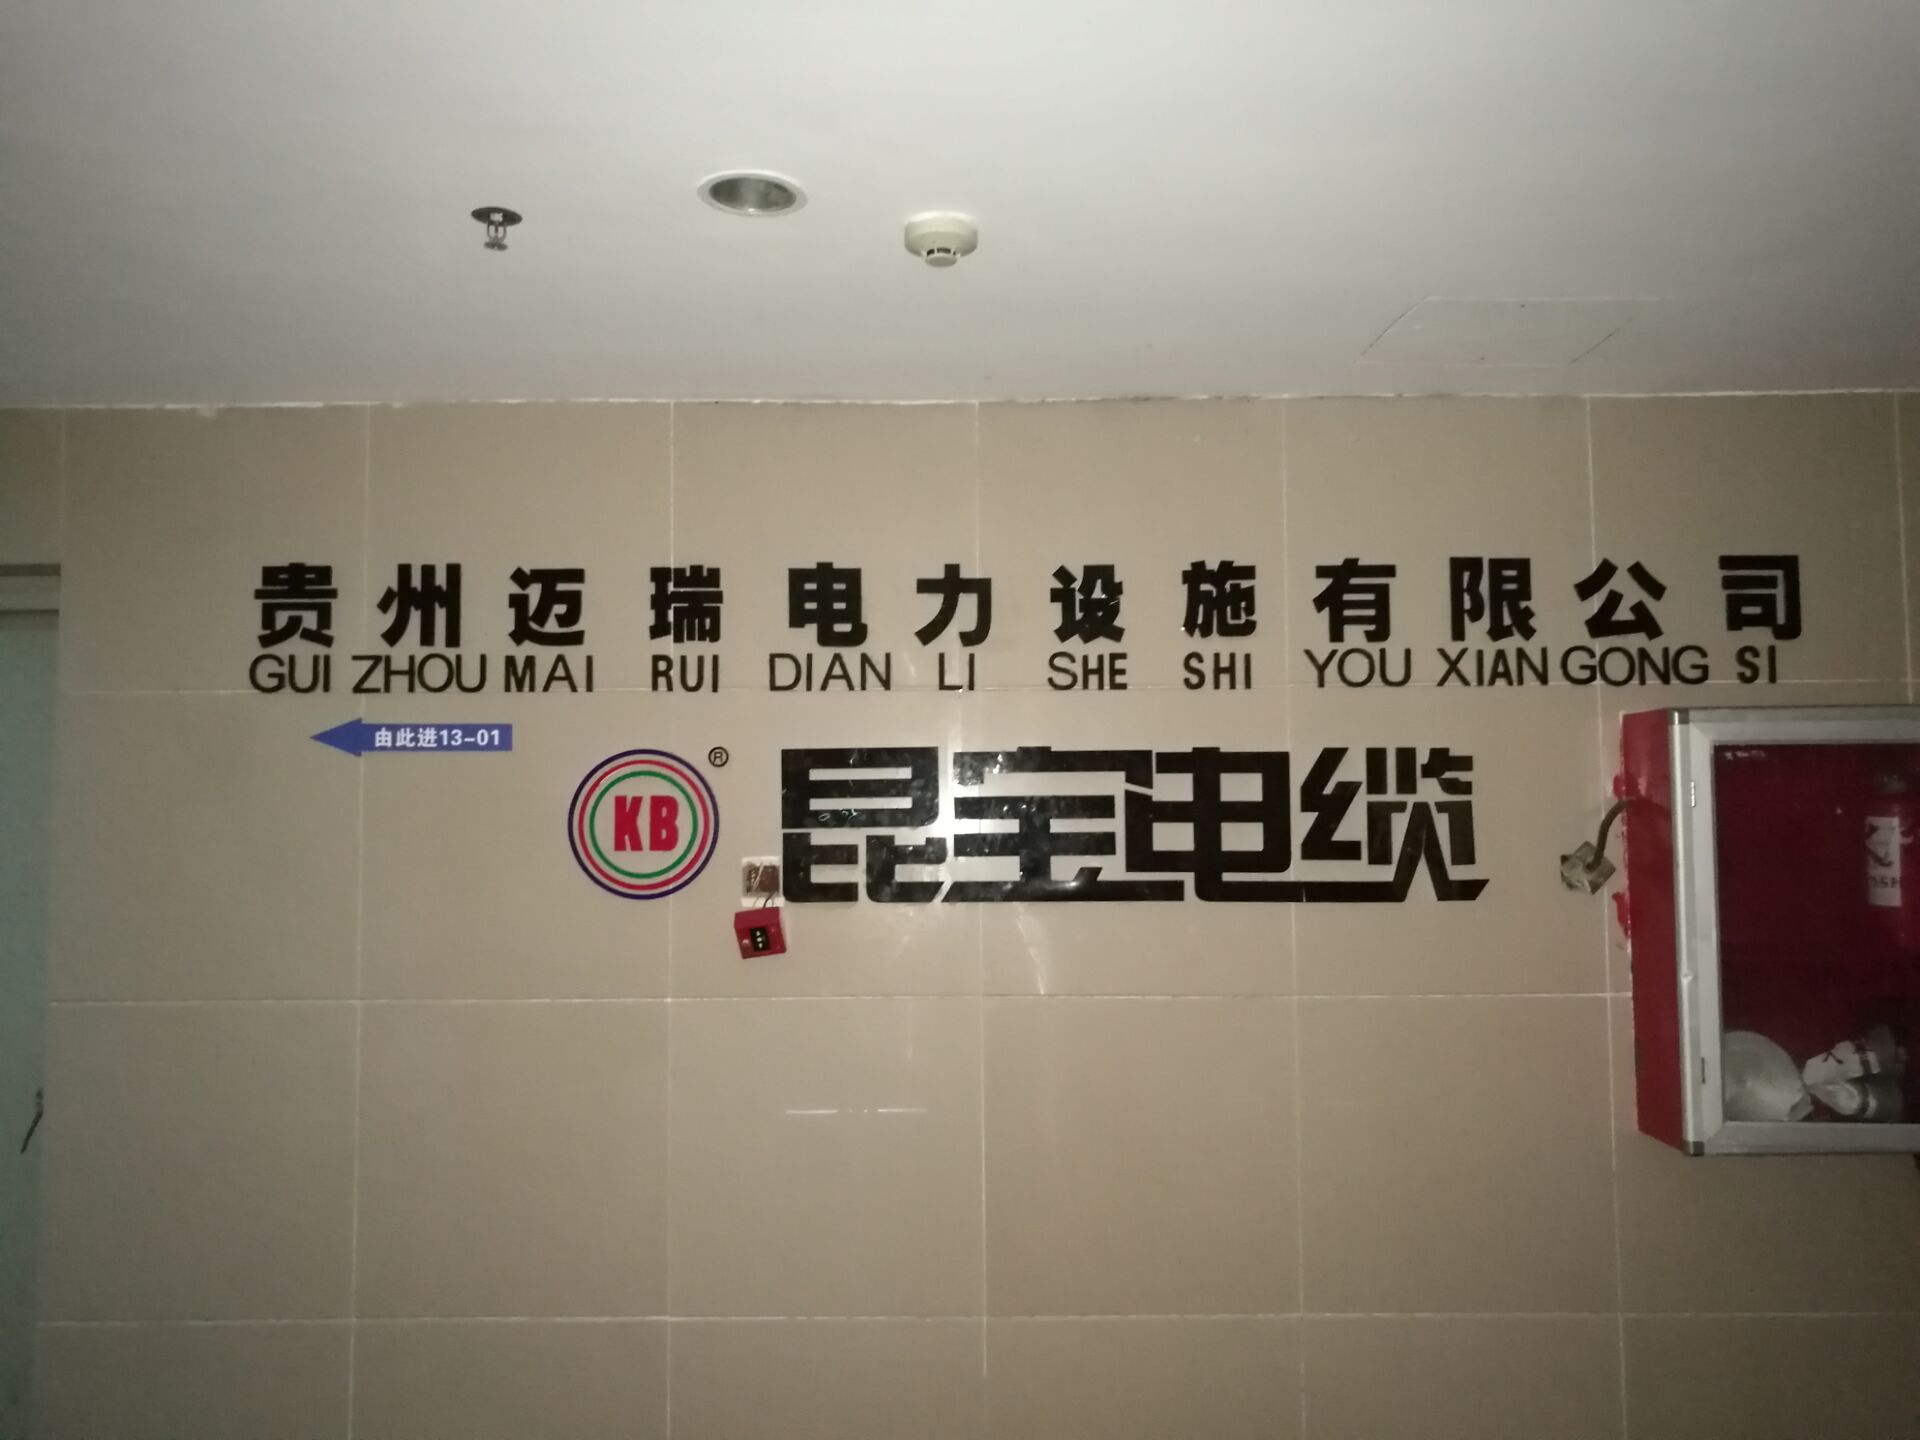 贵州迈瑞电力设施有限公司
GUI ZHOU MAI RUI DIAN LI SHE SHI YOU XIAN GONG SI
由此进13-01
KB®
昆宝电缆